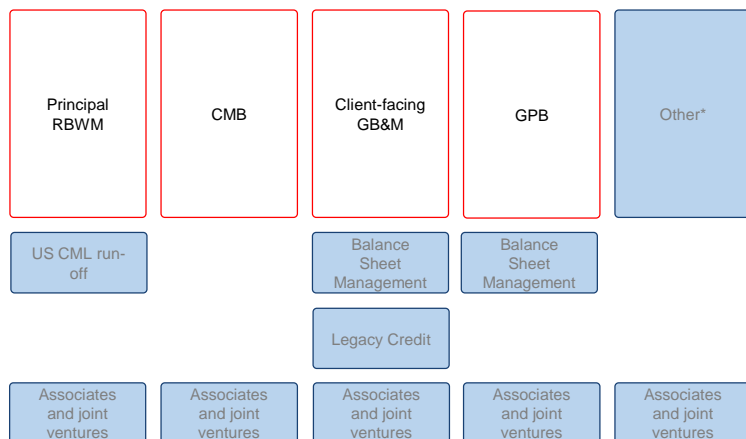 Principal
RBWM
CMB
Client-facing
GB&M
GPB
Other*
US CML run-
off
Balance
Sheet
Management
Balance
Sheet
Management
Legacy Credit
Associates
and joint
ventures
Associates
and joint
ventures
Associates
and joint
ventures
Associates
and joint
ventures
Associates
and joint
ventures